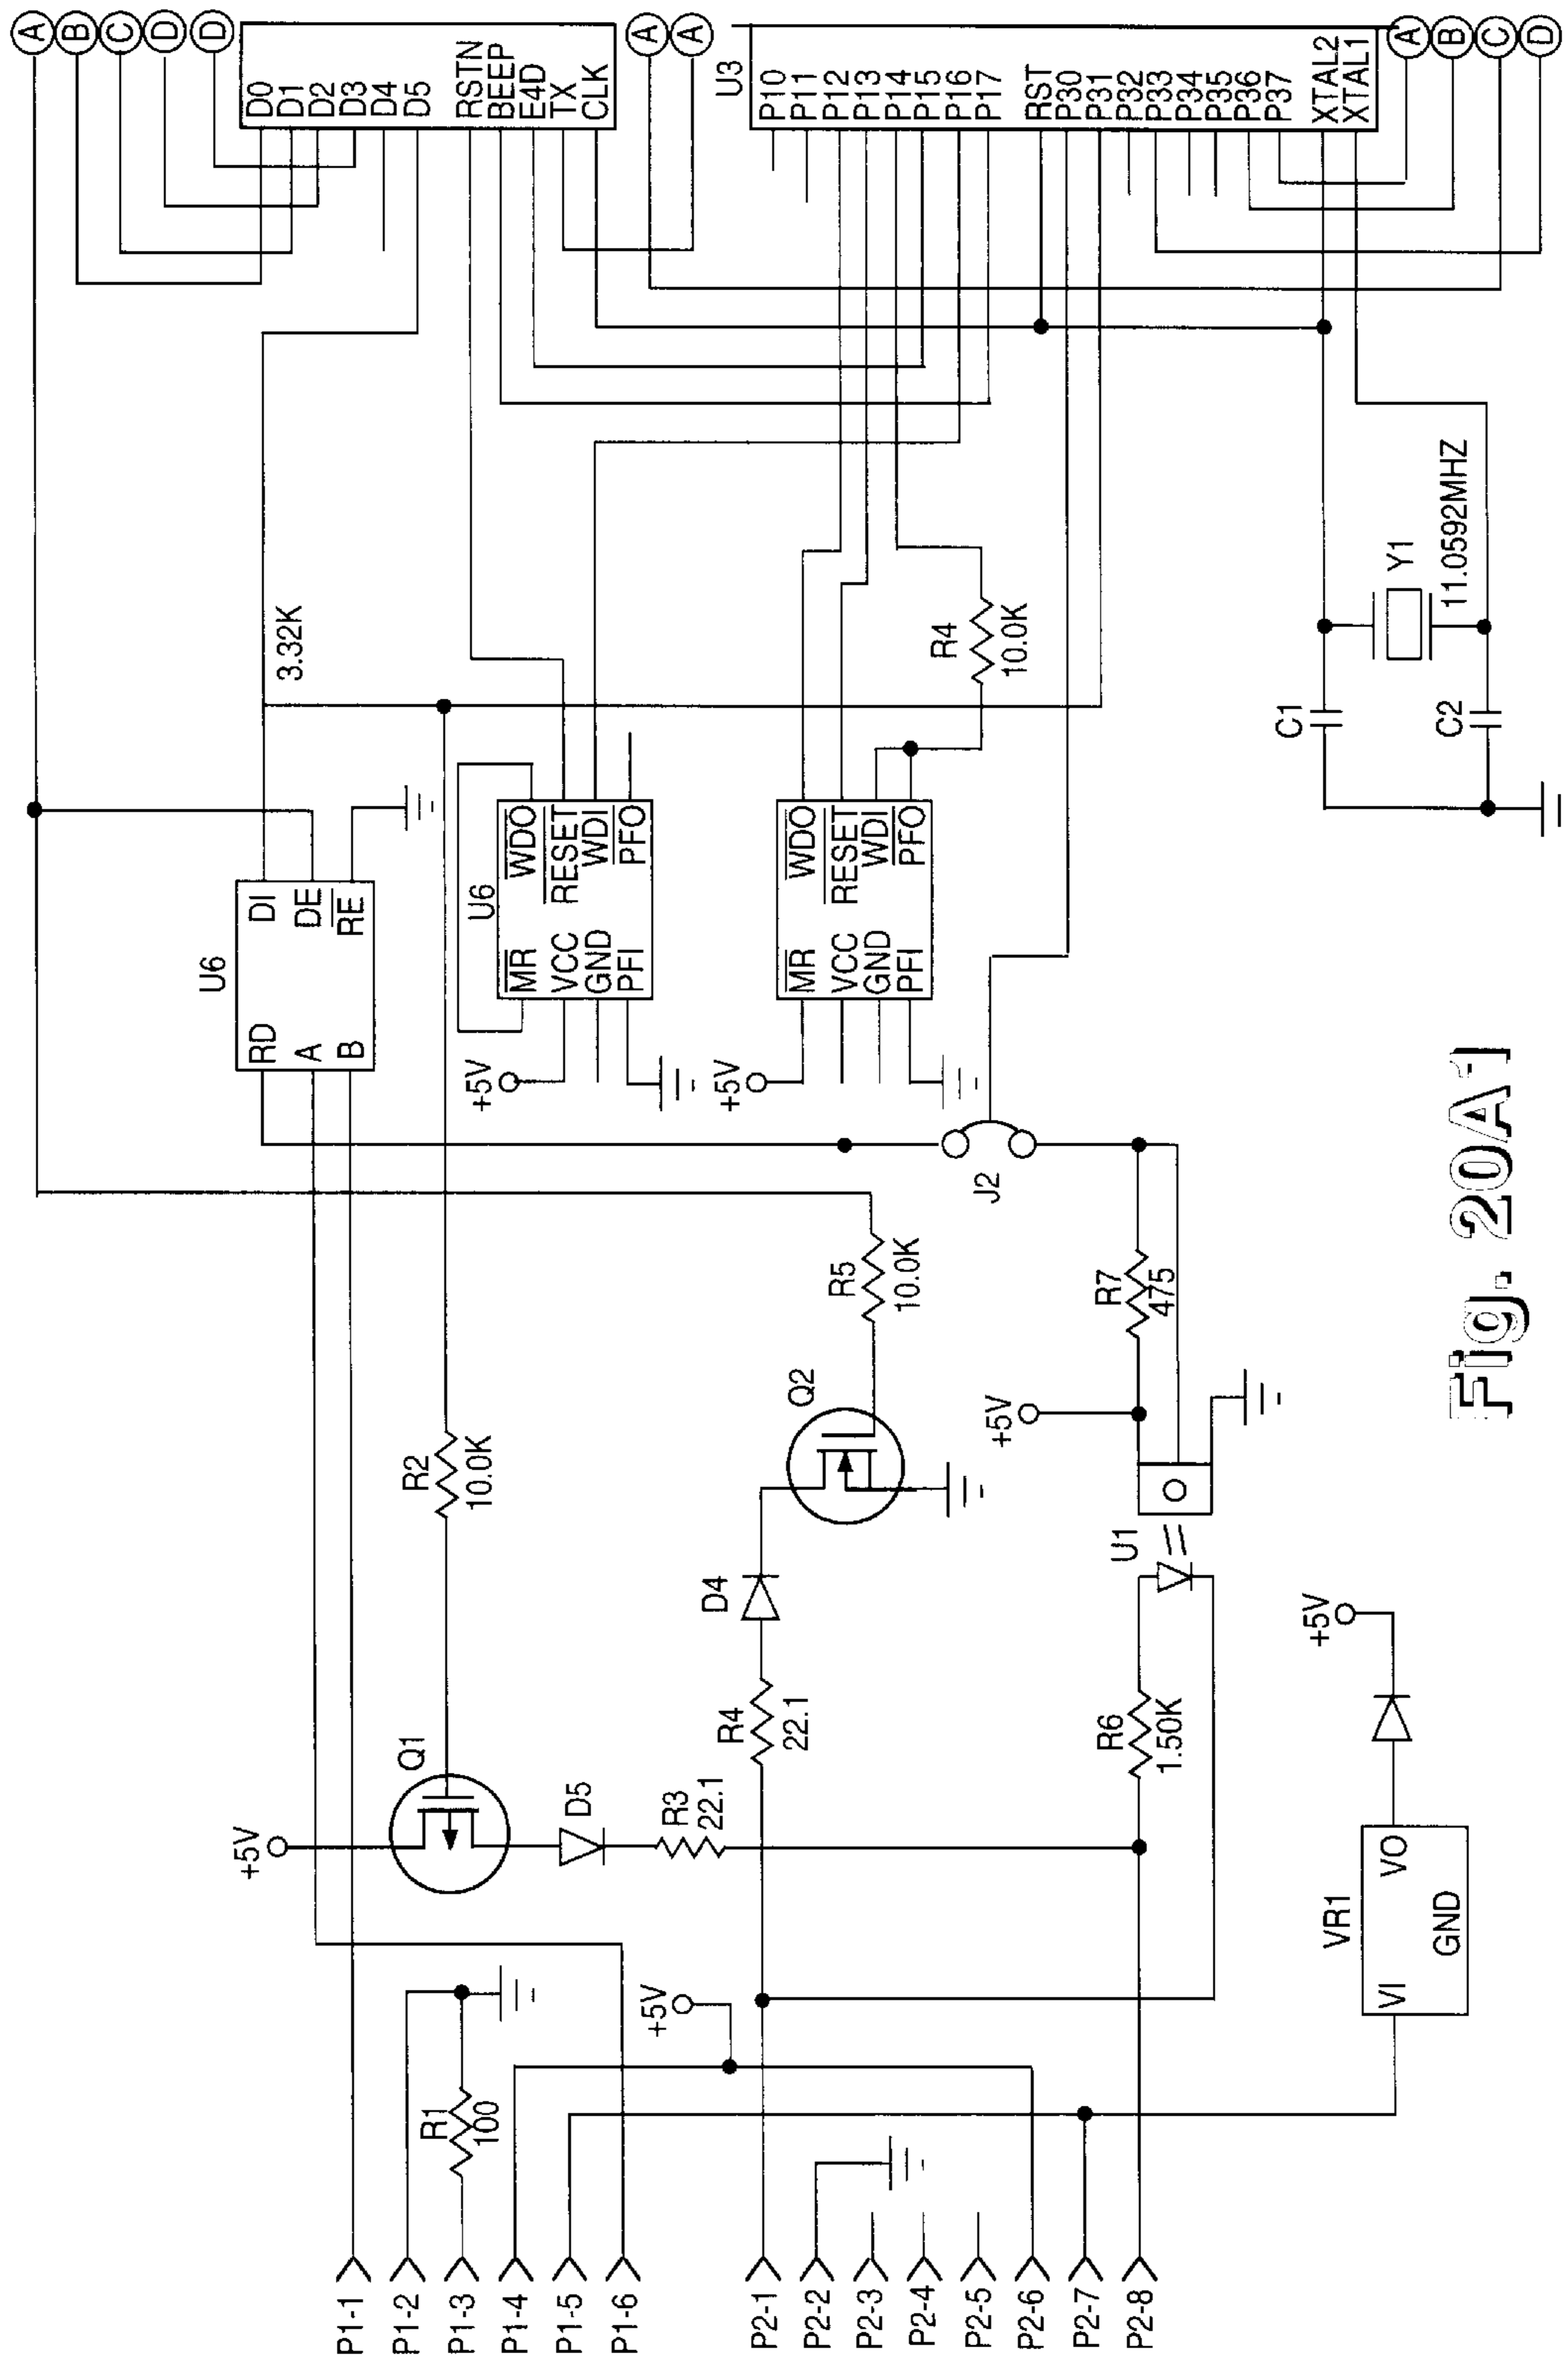 P1-1
P1-2
P1-3
P1-4
P1-5
P1-6
P2-1
P2-2
P2-3
P2-4
P2-5
P2-6
P2-7
P2-8
R1
100
+5V
+5V
Q1
D5
R3
22.1
R2
10.0K
R4
22.1
D4
Q2
R5
10.0K
R6
1.50K
U1
+5V
R7
475
J2
VR1
VI
VO
GND
+5V
U6
RD
A
B
DI
DE
RE
3.32K
U6
MR
VCC
GND
PFI
WDO
RESET
WDI
PFO
+5V
MR
VCC
GND
PFI
WDO
RESET
WDI
PFO
+5V
R4
10.0K
C1
C2
Y1
11.0592MHZ
A
B
C
D
D
D0
D1
D2
D3
D4
D5
RSTN
BEEP
E4D
TX
CLK
A
A
U3
P10
P11
P12
P13
P14
P15
P16
P17
RST
P30
P31
P32
P33
P34
P35
P36
P37
XTAL2
XTAL1
A
B
C
D
Fig. 20A1